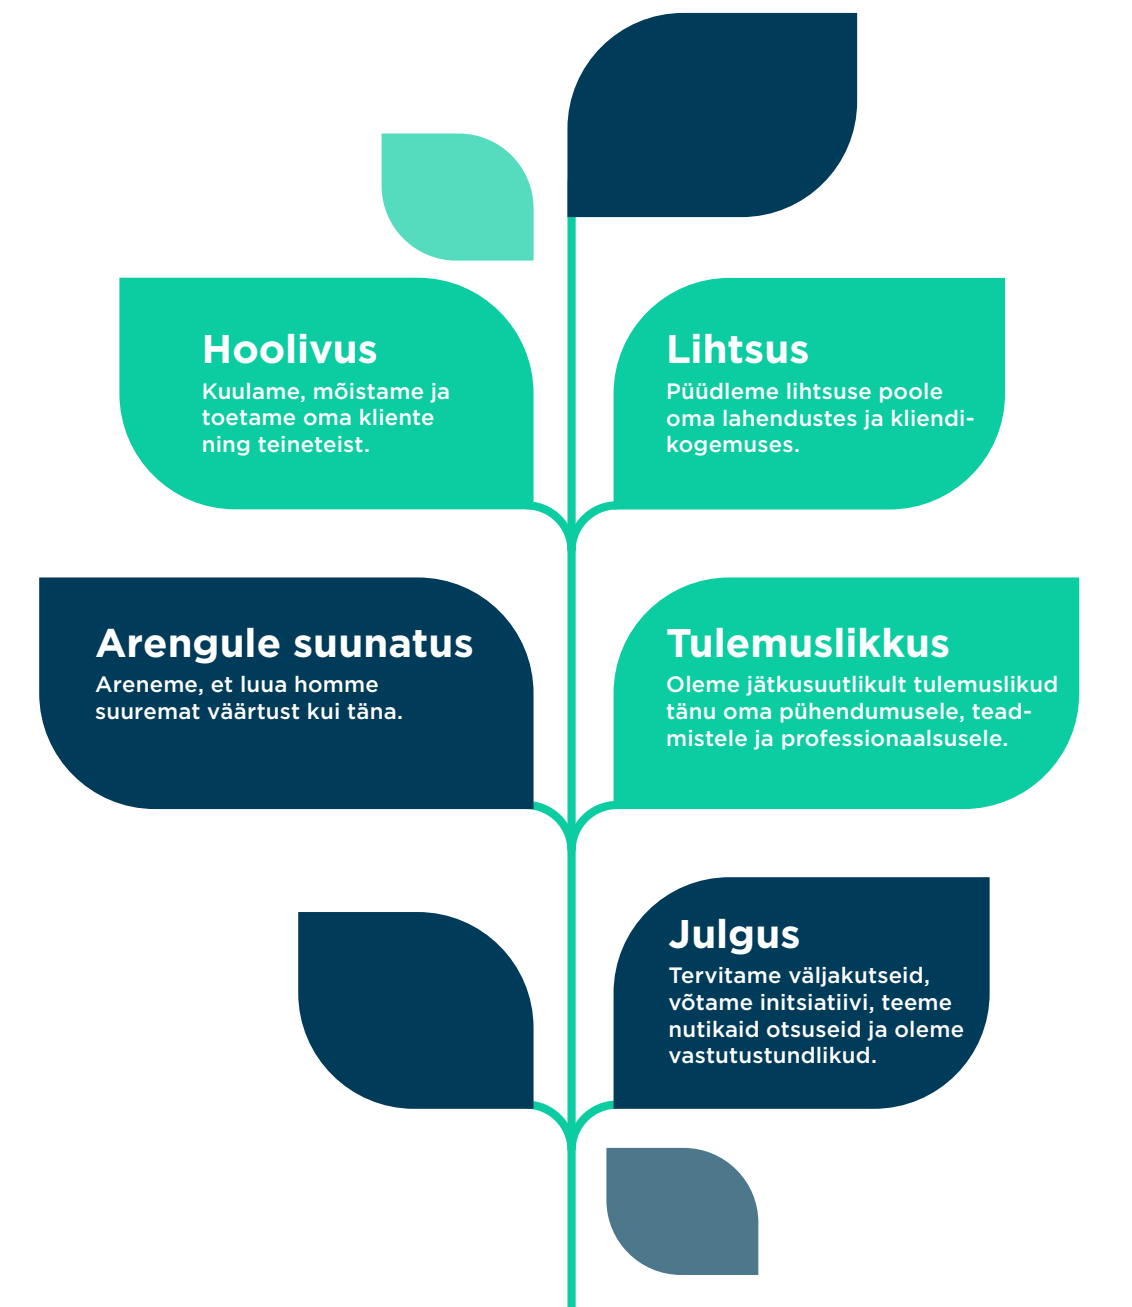 Hoolivus
Kuulame, mõistame ja
toetame oma kliente
ning teineteist.
Lihtsus
Püüdleme lihtsuse poole
oma lahendustes ja kliendi-
kogemuses.
Arengule suunatus
Areneme, et luua homme
suuremat väärtust kui täna.
Tulemuslikkus
Oleme jätkusuutlikult tulemuslikud
tänu oma pühendumusele, tead-
mistele ja professionaalsusele.
Julgus
Tervitame väljakutseid,
võtame initsiatiivi, teeme
nutikaid otsuseid ja oleme
vastutustundlikud.